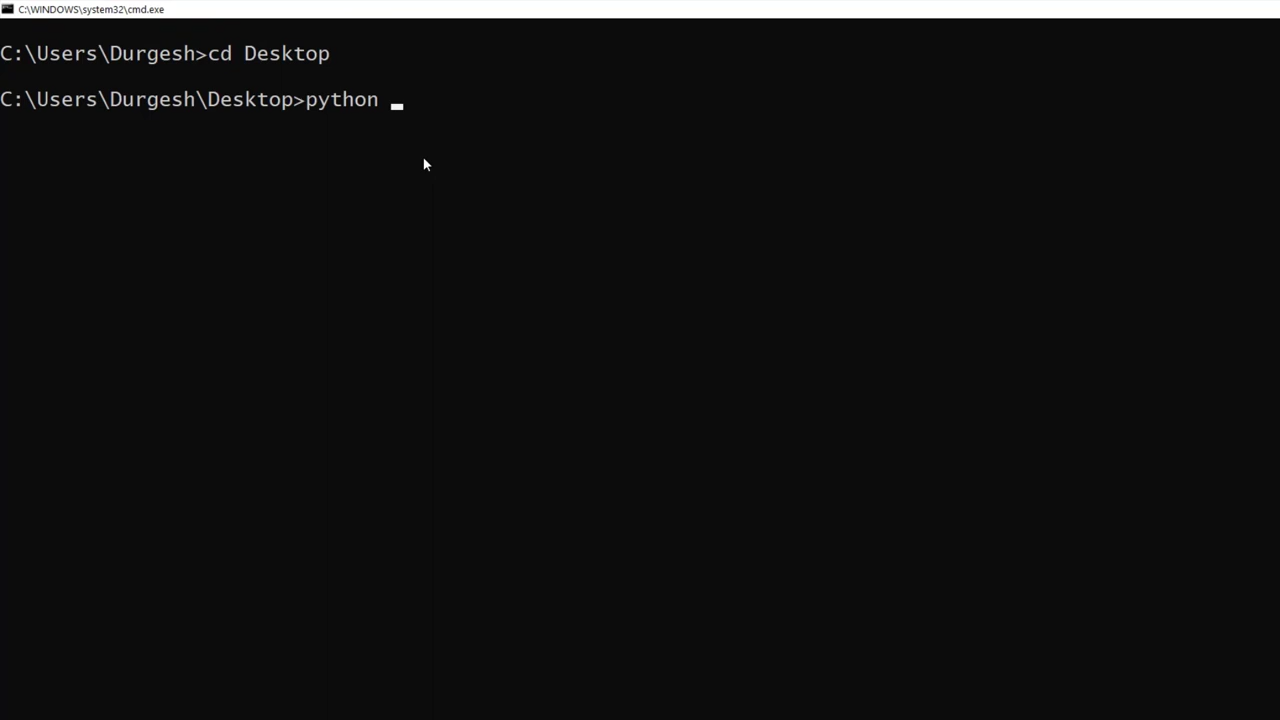 C:\WINDOWS\system32\cmd.exe
C:\Users\Durgesh>cd Desktop
C:\Users\Durgesh\Desktop>python